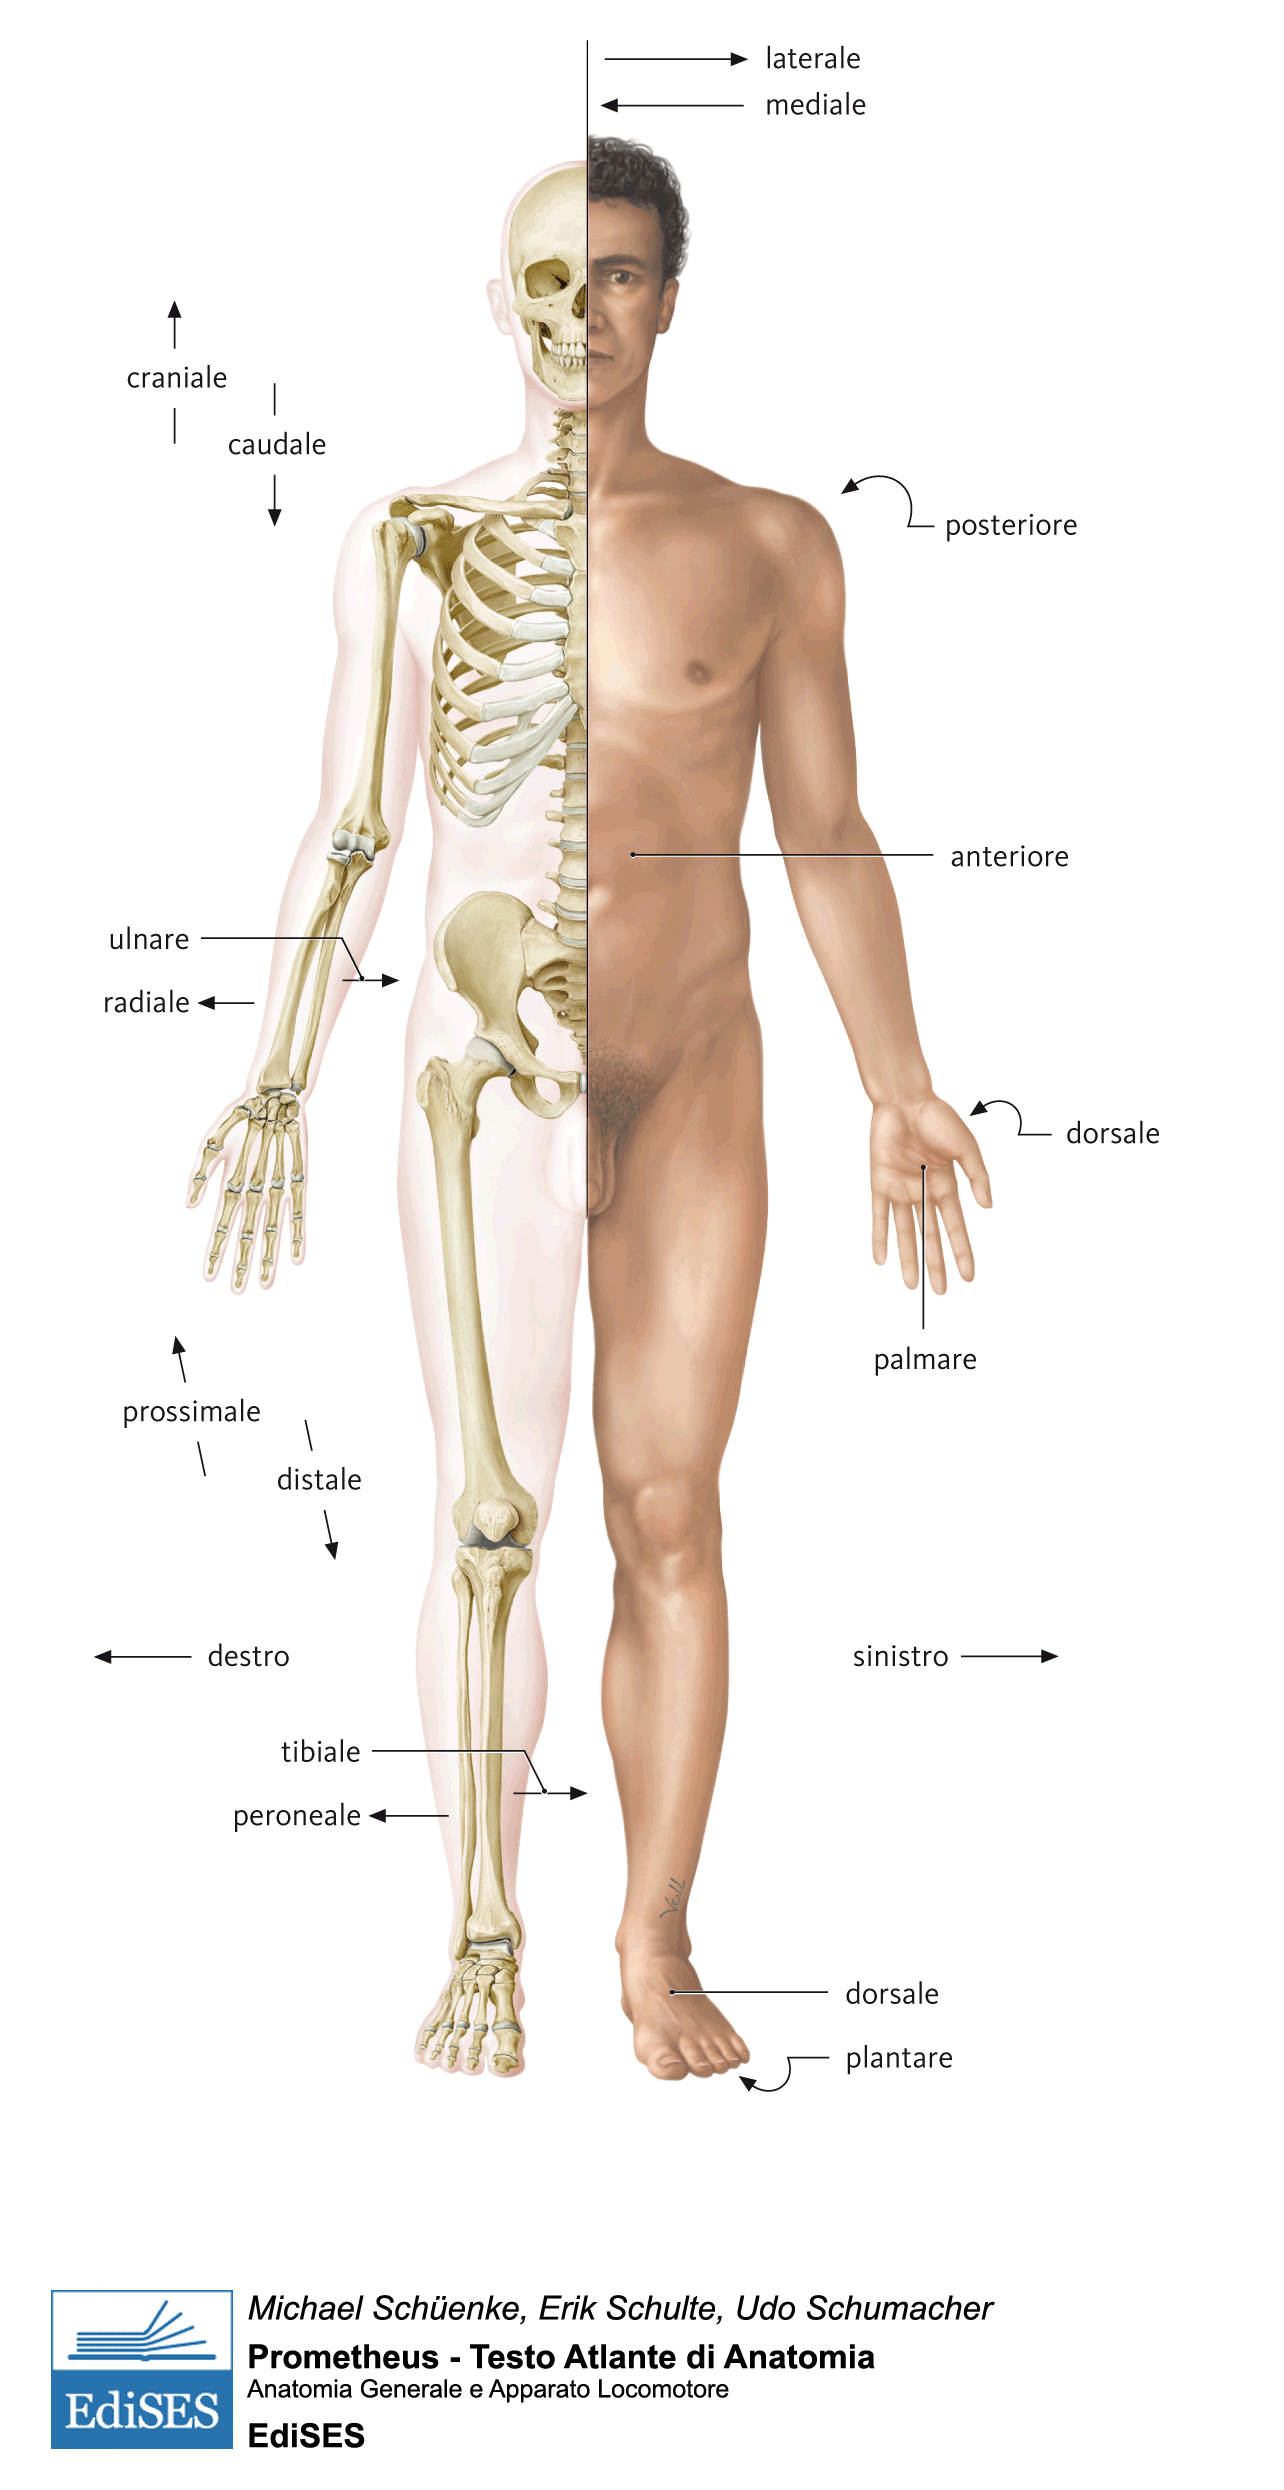 laterale
mediale
craniale
caudale
posteriore
anteriore
ulnare
radiale
dorsale
palmare
prossimale
distale
destro
sinistro
tibiale
peroneale
Voll
dorsale
plantare
Michael Schüenke, Erik Schulte, Udo Schumacher
Prometheus - Testo Atlante di Anatomia
Anatomia Generale e Apparato Locomotore
EdiSES
EdiSES